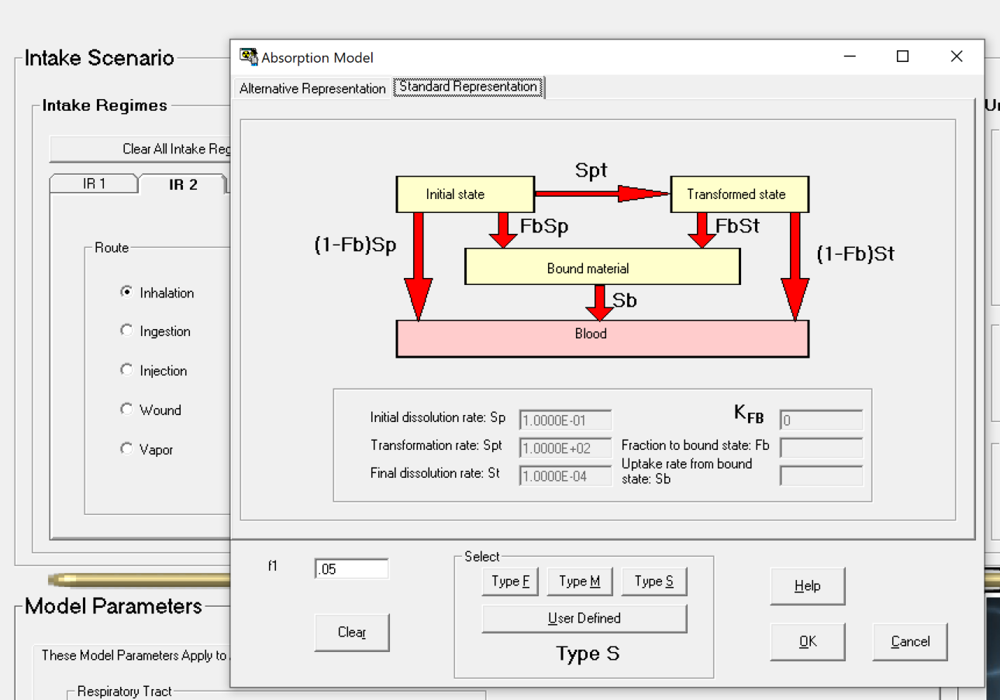 Absorption Model
Intake Scenario
Alternative Representation
Standard Representation
Intake Regimes
Clear All Intake Reg
IR 1
IR 2
Route
Inhalation
Ingestion
Injection
Wound
Vapor
Spt
Initial state
Transformed state
(1-Fb)Sp
FbSp
FbSt
(1-Fb)St
Bound material
Sb
Blood
Initial dissolution rate: Sp
1.0000E-01
KFB
0
Transformation rate: Spt
1.0000E+02
Fraction to bound state: Fb
Final dissolution rate: St
1.0000E-04
Uptake rate from bound
state: Sb
f1
.05
Select
Type F
Type M
Type S
User Defined
Type S
Clear
Help
OK
Cancel
Model Parameters
These Model Parameters Apply to
Respiratory Tract